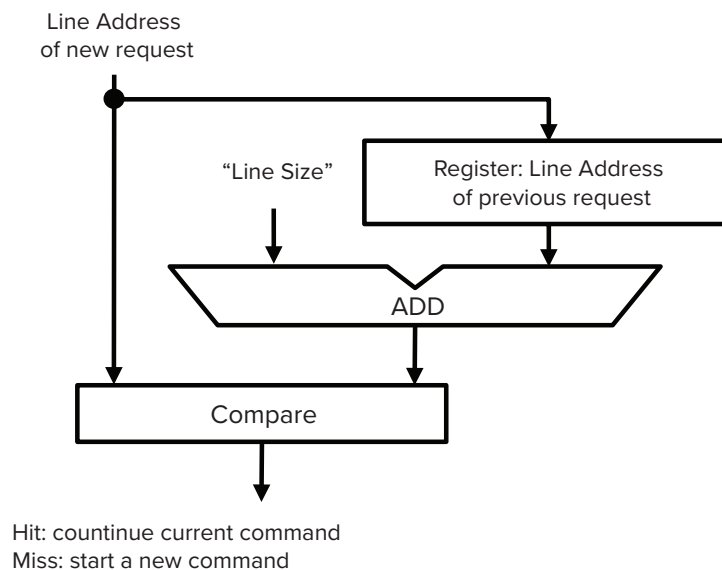 Line Address
of new request
“Line Size”
Register: Line Address
of previous request
ADD
Compare
Hit: countinue current command
Miss: start a new command